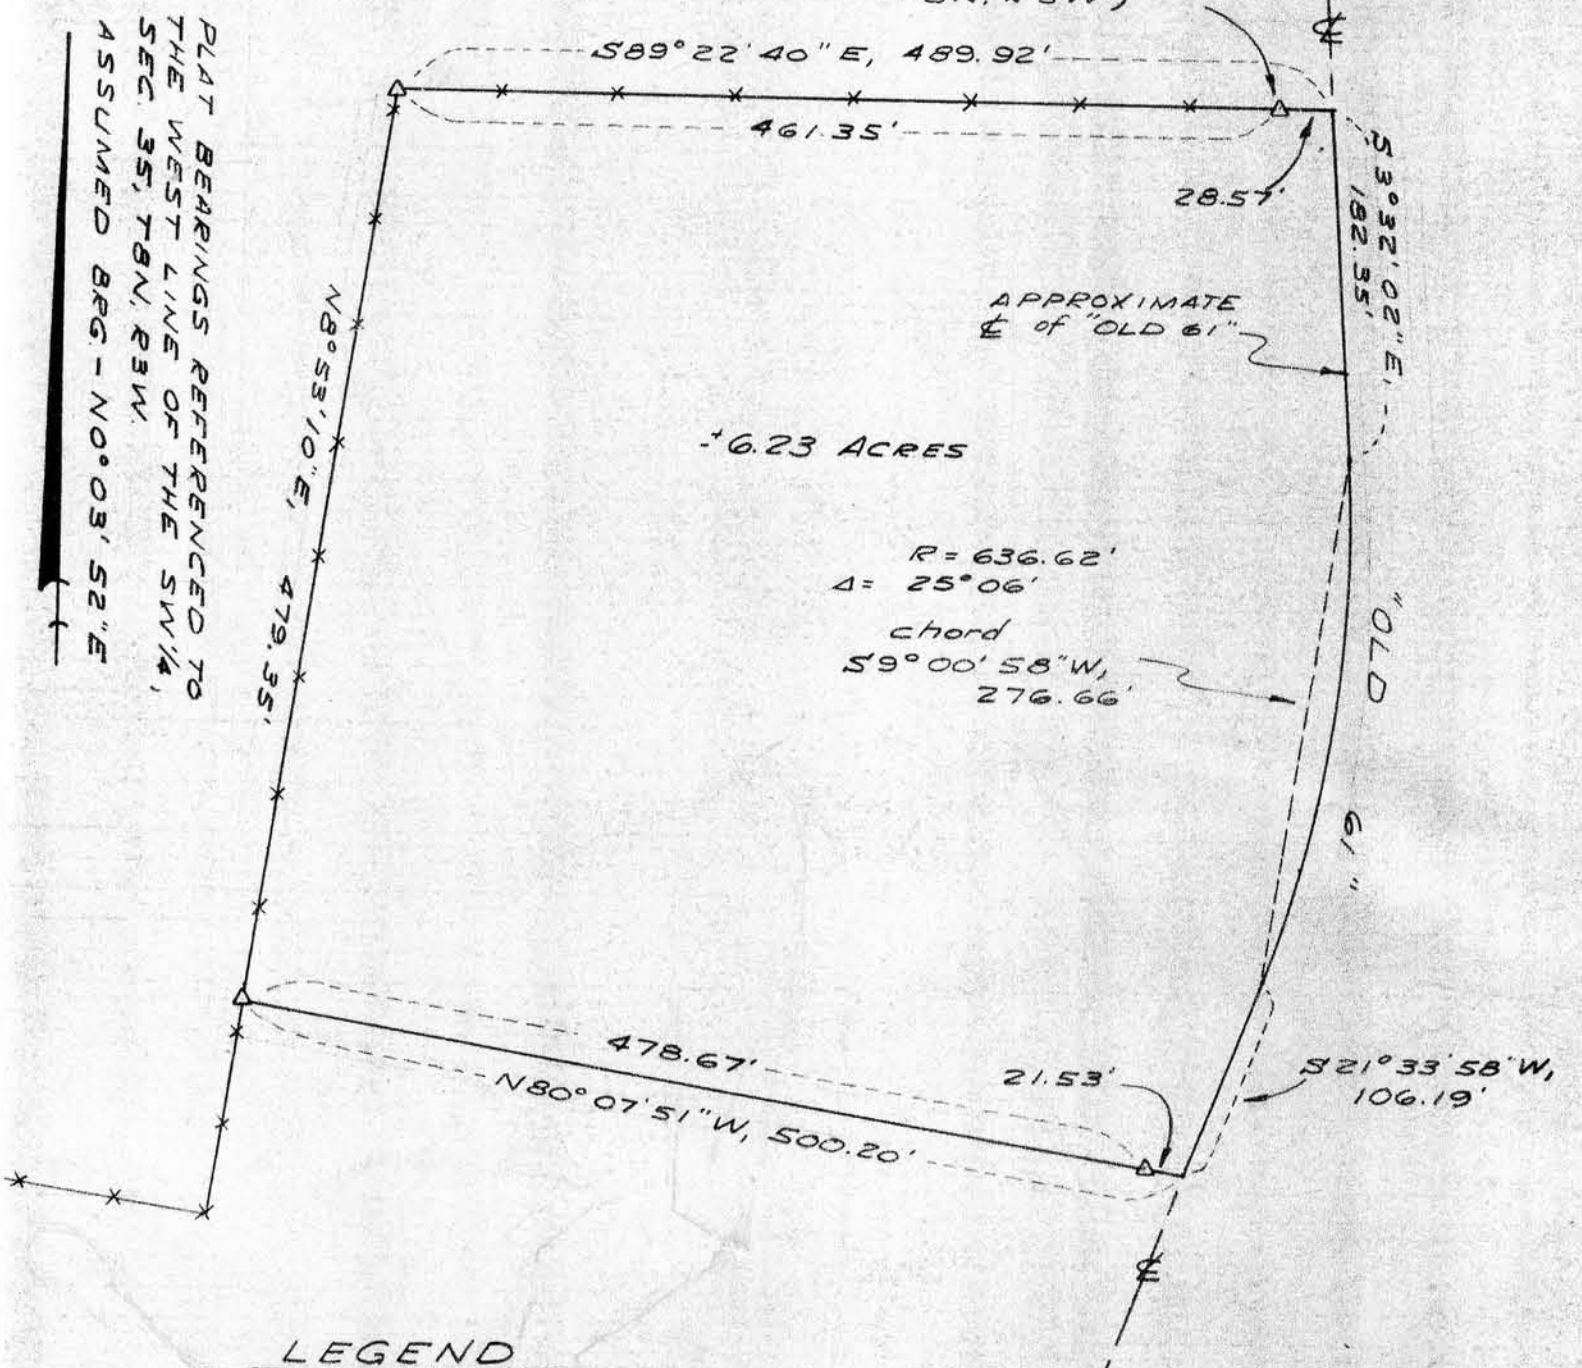 S89°22'40"E, 489.92'
461.35'
28.57'
S3°32'02"E,
182.35'
APPROXIMATE
℄ of "OLD 61"
±6.23 ACRES
R = 636.62'
Δ = 25°06'
chord
S9°00'58"W,
276.66'
"OLD 61"
N8°53'10"E, 479.35'
478.67'
N80°07'51"W, 500.20'
21.53'
S21°33'58"W,
106.19'
℄
℄
PLAT BEARINGS REFERENCED TO
THE WEST LINE OF THE SW1/4,
SEC. 35, T8N, R3W.
ASSUMED BRG - N0°03'52"E
LEGEND